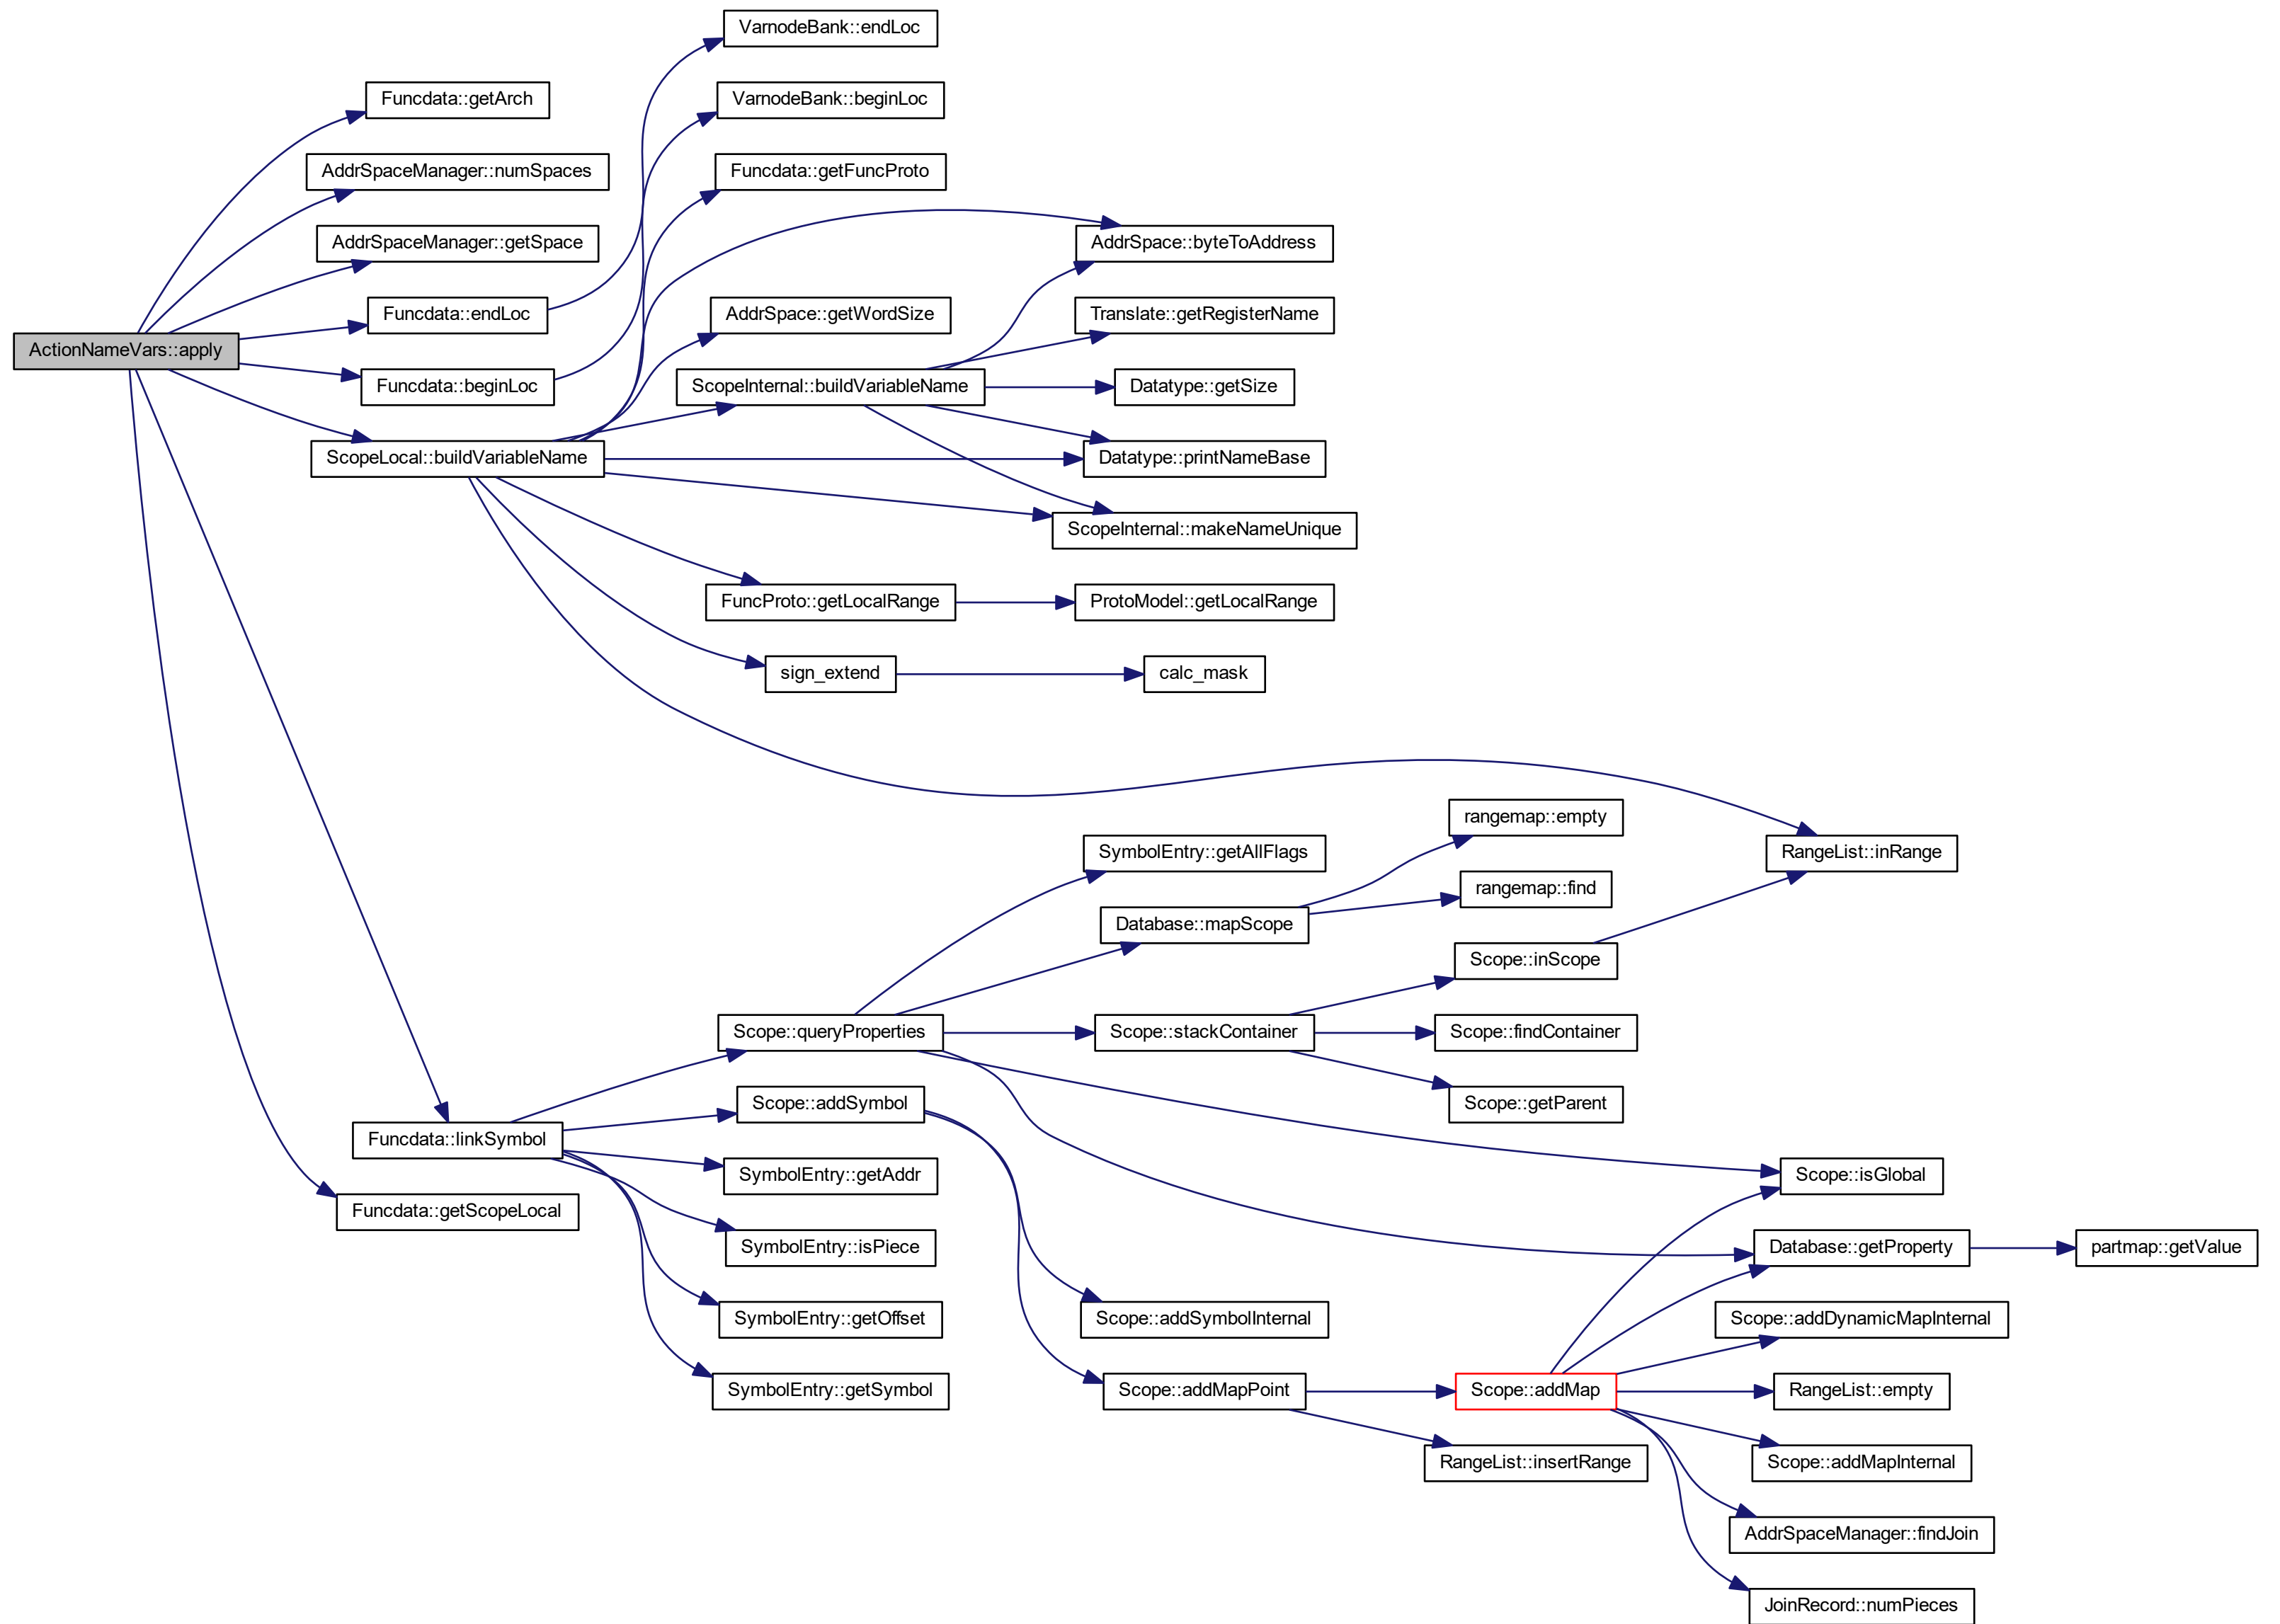 VarnodeBank::endLoc
Funcdata::getArch
VarnodeBank::beginLoc
AddrSpaceManager::numSpaces
Funcdata::getFuncProto
AddrSpaceManager::getSpace
AddrSpace::byteToAddress
Funcdata::endLoc
AddrSpace::getWordSize
Translate::getRegisterName
ActionNameVars::apply
Funcdata::beginLoc
ScopeInternal::buildVariableName
Datatype::getSize
ScopeLocal::buildVariableName
Datatype::printNameBase
ScopeInternal::makeNameUnique
FuncProto::getLocalRange
ProtoModel::getLocalRange
sign_extend
calc_mask
rangemap::empty
SymbolEntry::getAllFlags
RangeList::inRange
rangemap::find
Database::mapScope
Scope::inScope
Scope::queryProperties
Scope::stackContainer
Scope::findContainer
Scope::addSymbol
Scope::getParent
Funcdata::linkSymbol
SymbolEntry::getAddr
Scope::isGlobal
Funcdata::getScopeLocal
SymbolEntry::isPiece
Database::getProperty
partmap::getValue
SymbolEntry::getOffset
Scope::addSymbolInternal
Scope::addDynamicMapInternal
SymbolEntry::getSymbol
Scope::addMapPoint
Scope::addMap
RangeList::empty
RangeList::insertRange
Scope::addMapInternal
AddrSpaceManager::findJoin
JoinRecord::numPieces